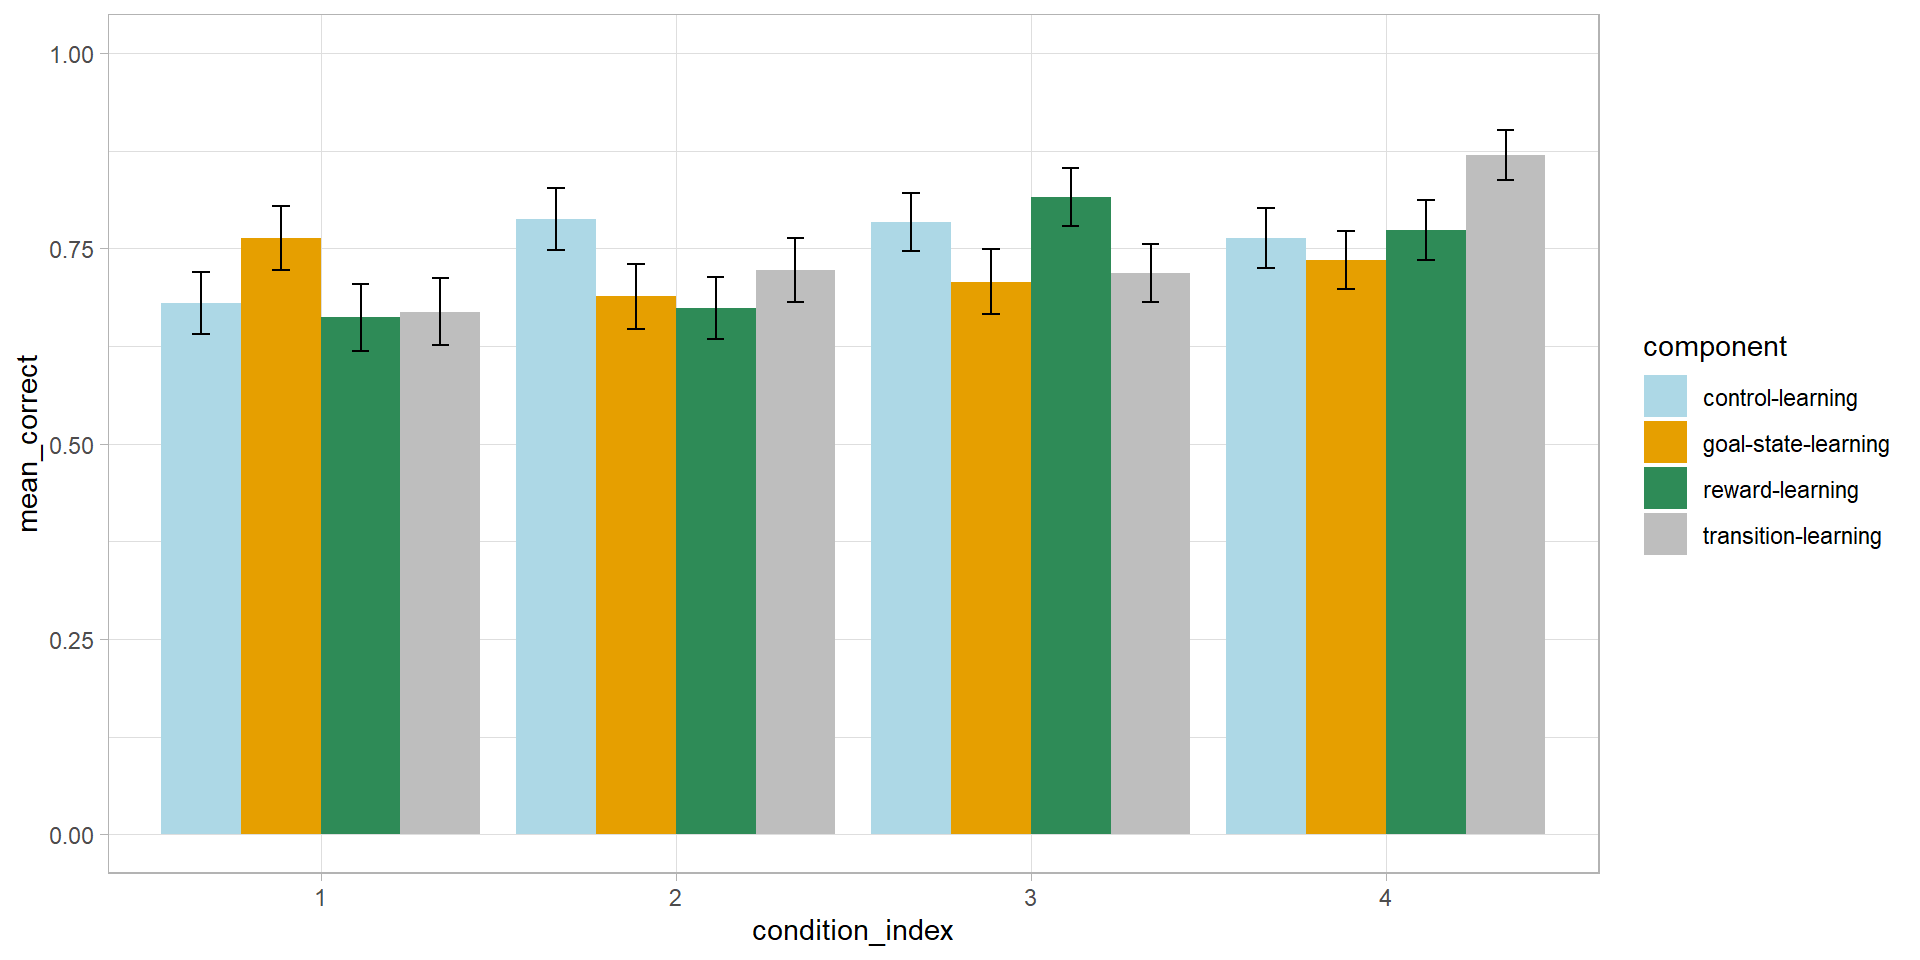 1.00
0.75
0.50
0.25
0.00
mean_correct
1 2 3 4
condition_index
component
control-learning
goal-state-learning
reward-learning
transition-learning